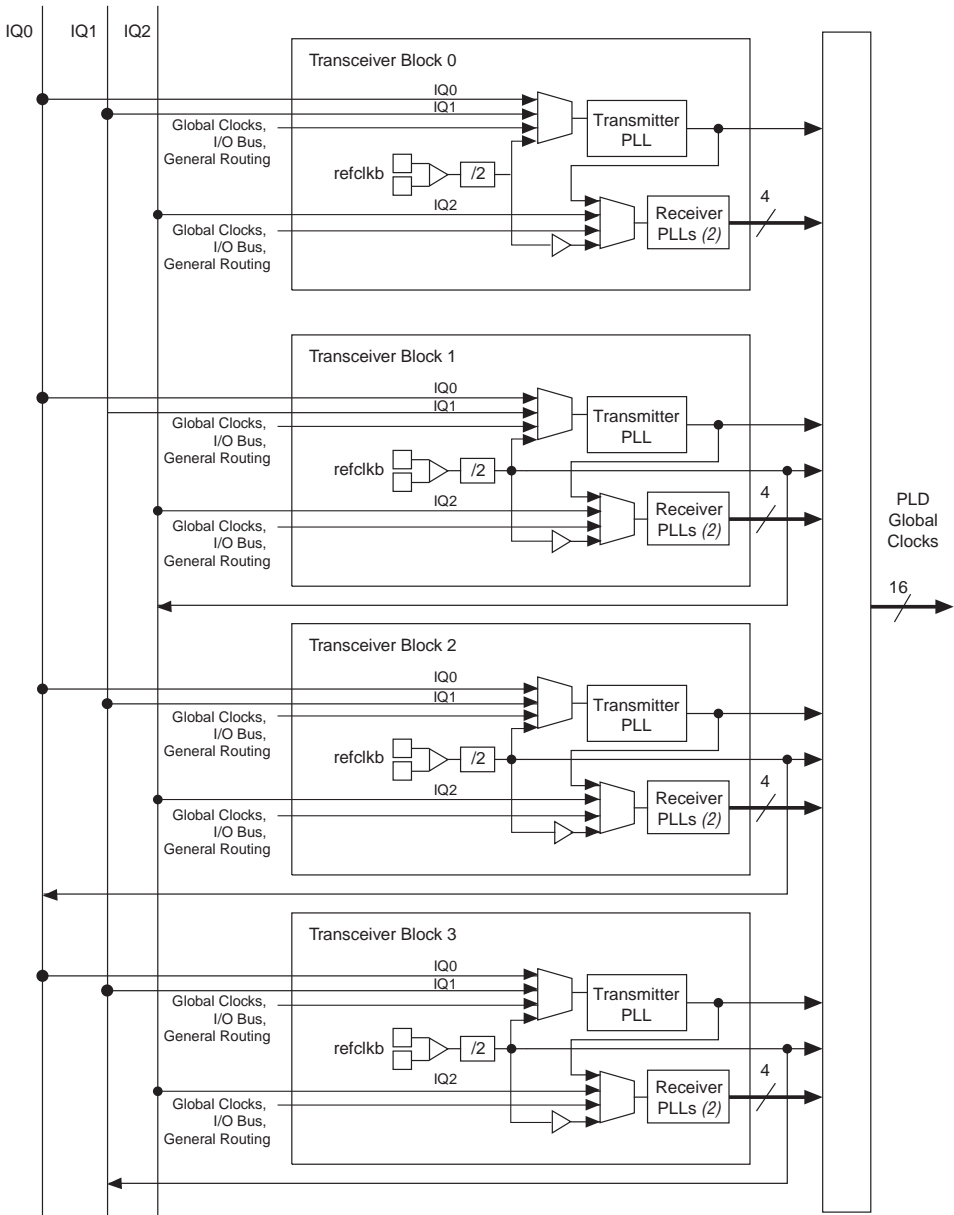 IQ0
IQ1
IQ2
Transceiver Block 0
IQ0
IQ1
Global Clocks,
I/O Bus,
General Routing
Transmitter
PLL
refclkb
/2
IQ2
Global Clocks,
I/O Bus,
General Routing
Receiver
PLLs (2)
4
Transceiver Block 1
IQ0
IQ1
Global Clocks,
I/O Bus,
General Routing
Transmitter
PLL
refclkb
/2
IQ2
Global Clocks,
I/O Bus,
General Routing
Receiver
PLLs (2)
4
PLD
Global
Clocks
16
Transceiver Block 2
IQ0
IQ1
Global Clocks,
I/O Bus,
General Routing
Transmitter
PLL
refclkb
/2
IQ2
Global Clocks,
I/O Bus,
General Routing
Receiver
PLLs (2)
4
Transceiver Block 3
IQ0
IQ1
Global Clocks,
I/O Bus,
General Routing
Transmitter
PLL
refclkb
/2
IQ2
Global Clocks,
I/O Bus,
General Routing
Receiver
PLLs (2)
4